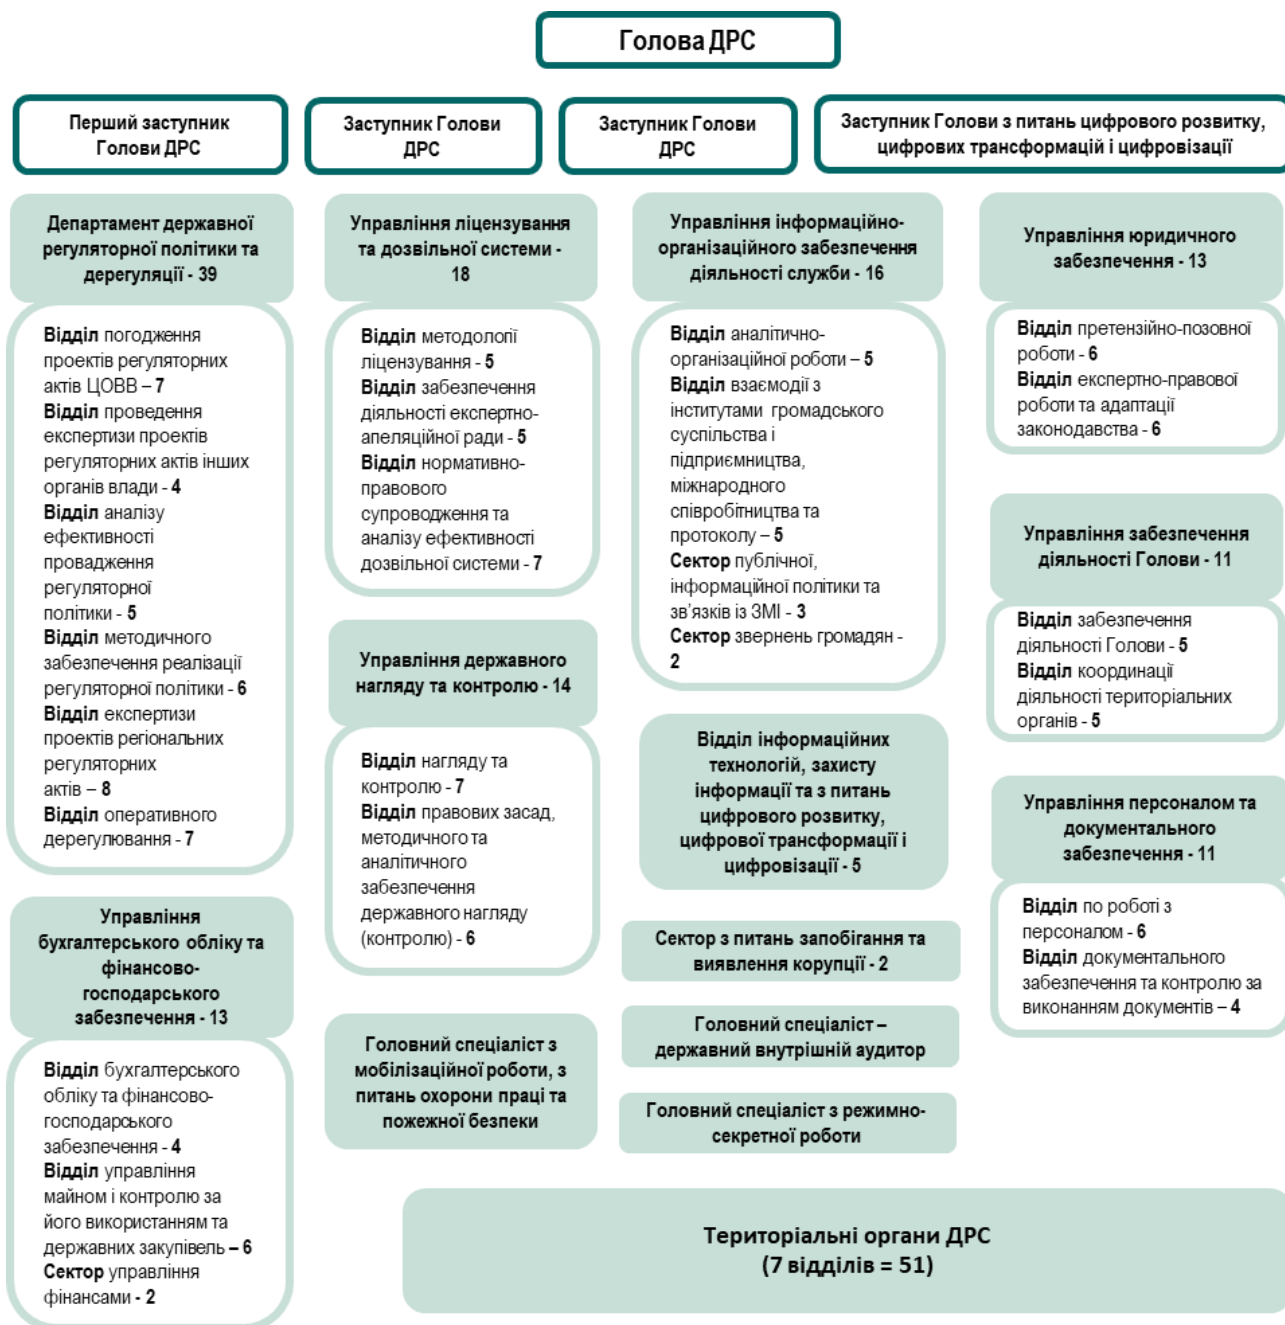 Голова ДРС
Перший заступник
Голови ДРС
Заступник Голови
ДРС
Заступник Голови
ДРС
Заступник Голови з питань цифрового розвитку,
цифрових трансформацій і цифровізації
Департамент державної
регуляторної політики та
дерегуляції - 39
Відділ погодження
проектів регуляторних
актів ЦОВВ – 7
Відділ проведення
експертизи проектів
регуляторних актів інших
органів влади - 4
Відділ аналізу
ефективності
провадження
регуляторної
політики - 5
Відділ методичного
забезпечення реалізації
регуляторної політики - 6
Відділ експертизи
проектів регіональних
регуляторних
актів – 8
Відділ оперативного
дерегулювання - 7
Управління
бухгалтерського обліку та
фінансово-
господарського
забезпечення - 13
Відділ бухгалтерського
обліку та фінансово-
господарського
забезпечення - 4
Відділ управління
майном і контролю за
його використанням та
державних закупівель – 6
Сектор управління
фінансами - 2
Управління ліцензування
та дозвільної системи -
18
Відділ методології
ліцензування - 5
Відділ забезпечення
діяльності експертно-
апеляційної ради - 5
Відділ нормативно-
правового
супроводження та
аналізу ефективності
дозвільної системи - 7
Управління державного
нагляду та контролю - 14
Відділ нагляду та
контролю - 7
Відділ правових засад,
методичного та
аналітичного
забезпечення
державного нагляду
(контролю) - 6
Головний спеціаліст з
мобілізаційної роботи, з
питань охорони праці та
пожежної безпеки
Управління інформаційно-
організаційного забезпечення
діяльності служби - 16
Відділ аналітично-
організаційної роботи – 5
Відділ взаємодії з
інститутами громадського
суспільства і
підприємництва,
міжнародного
співробітництва та
протоколу – 5
Сектор публічної,
інформаційної політики та
зв’язків із ЗМІ - 3
Сектор звернень громадян -
2
Відділ інформаційних
технологій, захисту
інформації та з питань
цифрового розвитку,
цифрової трансформації і
цифровізації - 5
Сектор з питань запобігання та
виявлення корупції - 2
Головний спеціаліст –
державний внутрішній аудитор
Головний спеціаліст з режимно-
секретної роботи
Управління юридичного
забезпечення - 13
Відділ претензійно-позовної
роботи - 6
Відділ експертно-правової
роботи та адаптації
законодавства - 6
Управління забезпечення
діяльності Голови - 11
Відділ забезпечення
діяльності Голови - 5
Відділ координації
діяльності територіальних
органів - 5
Управління персоналом та
документального
забезпечення - 11
Відділ по роботі з
персоналом - 6
Відділ документального
забезпечення та контролю за
виконанням документів – 4
Територіальні органи ДРС
(7 відділів = 51)